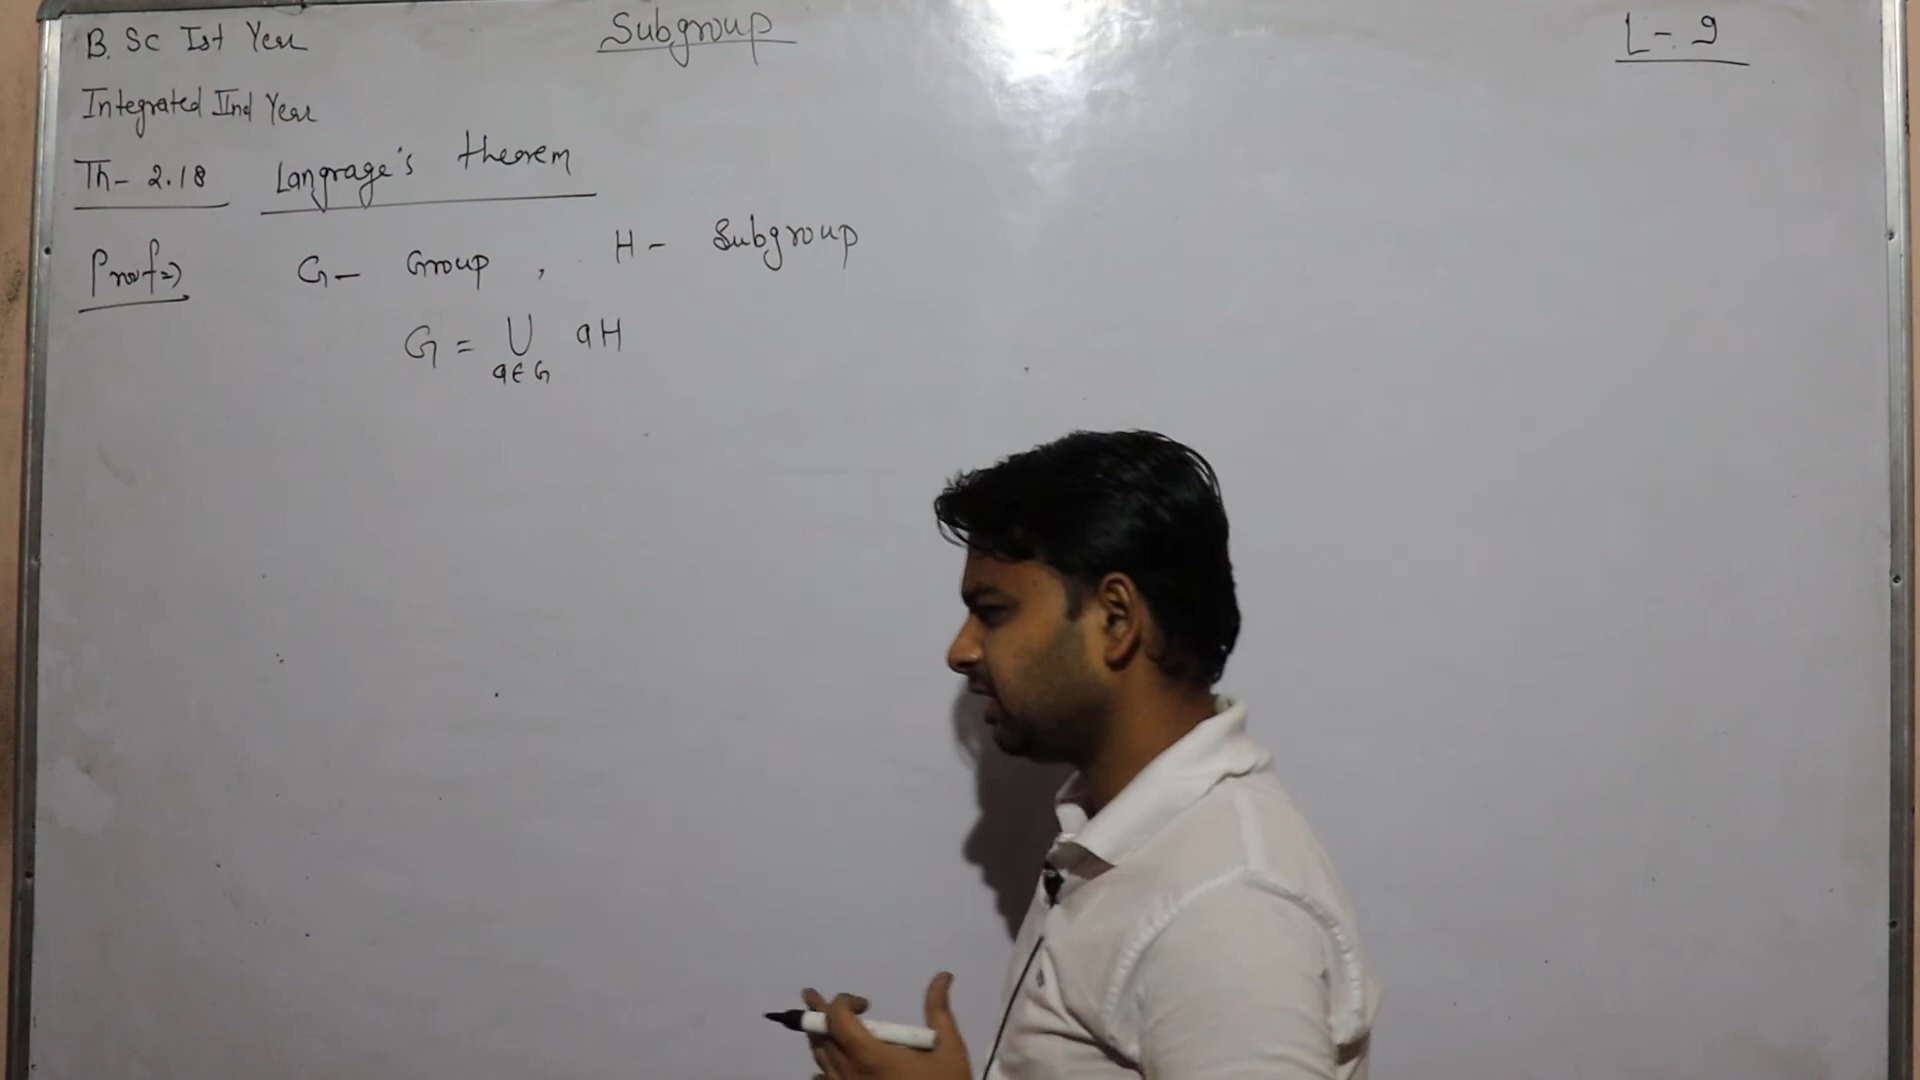 Subgroup
L-9
B. Sc Ist Year
Integrated IInd Year
Th- 2.18 Langrage's theorem
Proof⇒ G- Group, H- Subgroup
G = ∪ aH
a∈G